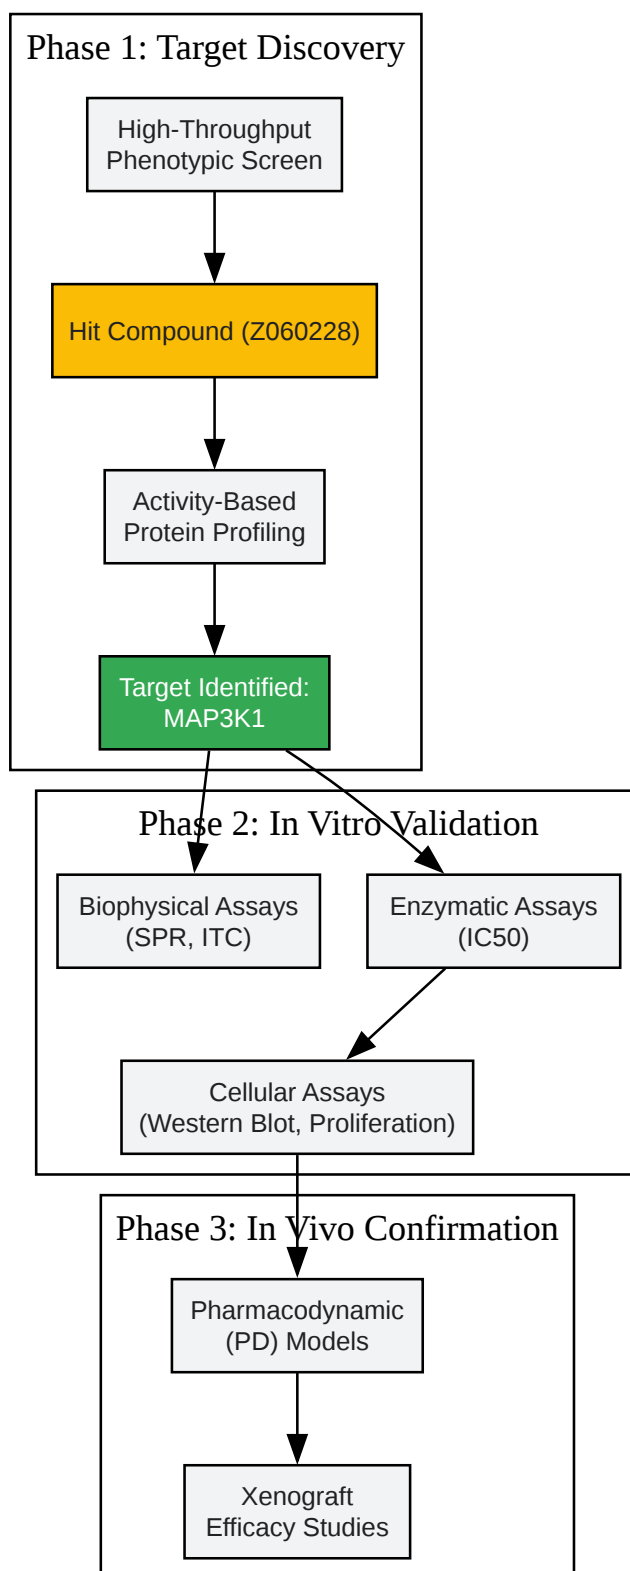 Phase 1: Target Discovery
High-Throughput
Phenotypic Screen
Hit Compound (Z060228)
Activity-Based
Protein Profiling
Target Identified:
MAP3K1
Phase 2: In Vitro Validation
Biophysical Assays
(SPR, ITC)
Enzymatic Assays
(IC50)
Cellular Assays
(Western Blot, Proliferation)
Phase 3: In Vivo Confirmation
Pharmacodynamic
(PD) Models
Xenograft
Efficacy Studies